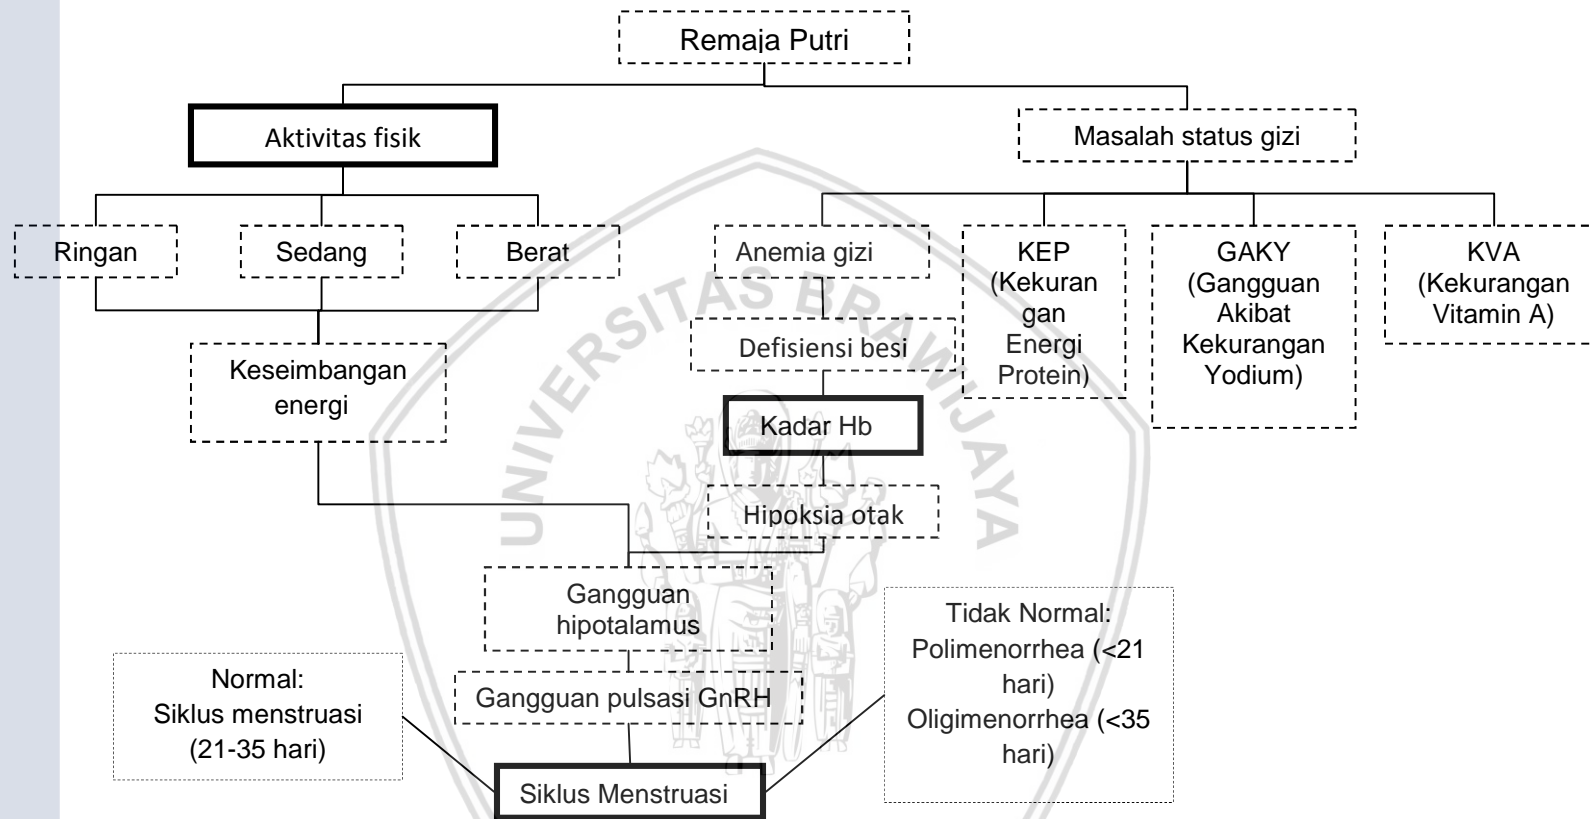 Remaja Putri
Aktivitas fisik
Masalah status gizi
Ringan
Sedang
Berat
Anemia gizi
KEP
(Kekuran
gan
Energi
Protein)
GAKY
(Gangguan
Akibat
Kekurangan
Yodium)
KVA
(Kekurangan
Vitamin A)
Defisiensi besi
Keseimbangan
energi
Kadar Hb
Hipoksia otak
Gangguan
hipotalamus
Tidak Normal:
Polimenorrhea (<21
hari)
Oligimenorrhea (<35
hari)
Normal:
Siklus menstruasi
(21-35 hari)
Gangguan pulsasi GnRH
Siklus Menstruasi
UNIVERSITAS BRAWIJAYA